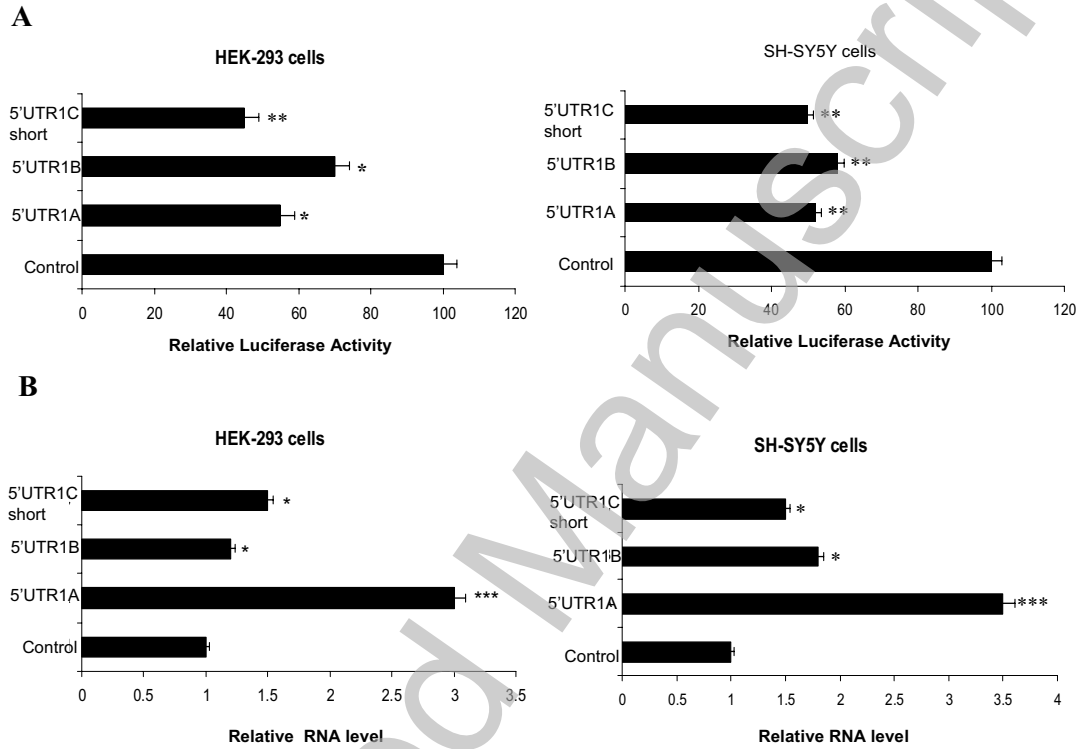 A
HEK-293 cells
5'UTR1C
short
**
5'UTR1B
*
5'UTR1A
*
Control
0 20 40 60 80 100 120
Relative Luciferase Activity
SH-SY5Y cells
5'UTR1C
short
**
5'UTR1B
**
5'UTR1A
**
Control
0 20 40 60 80 100 120
Relative Luciferase Activity
B
HEK-293 cells
5'UTR1C
short
*
5'UTR1B
*
5'UTR1A
***
Control
0 0.5 1 1.5 2 2.5 3 3.5
Relative RNA level
SH-SY5Y cells
5'UTR1C
short
*
5'UTR1B
*
5'UTR1A
***
Control
0 0.5 1 1.5 2 2.5 3 3.5 4
Relative RNA level